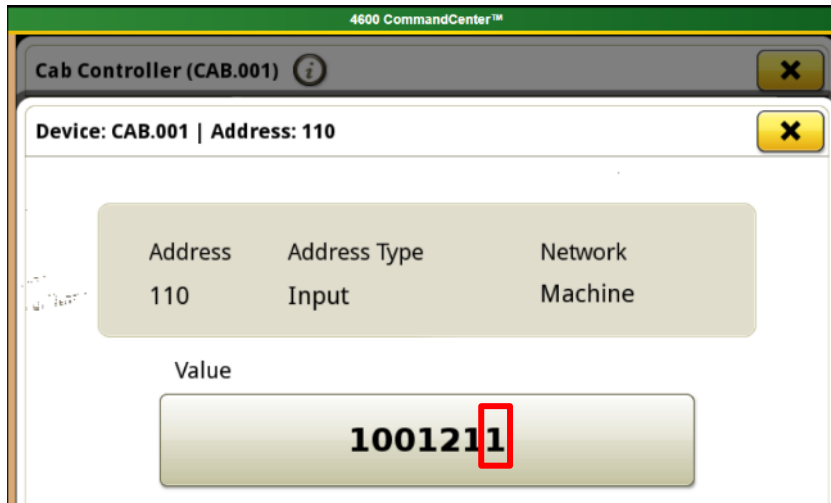 4600 CommandCenter™
Cab Controller (CAB.001) i
Device: CAB.001 | Address: 110
Address Address Type Network
110 Input Machine
Value
1001211